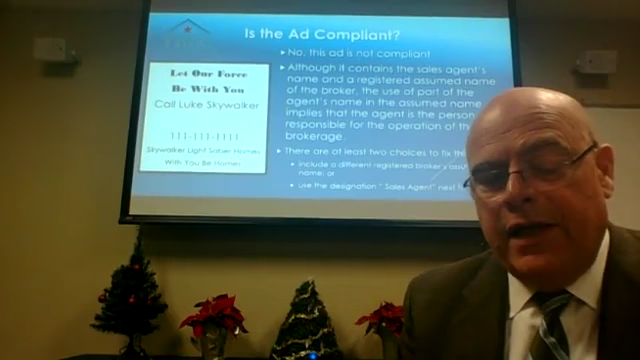 Is the Ad Compliant?
Let Our Force
Be With You
Call Luke Skywalker
111-111-1111
Skywalker Light Saber Homes
With You Be Homes
No, this ad is not compliant
Although it contains the sales agent's
name and a registered assumed name
of the broker, the use of part of the
agent's name in the assumed name
implies that the agent is the person
responsible for the operation of the
brokerage.
There are at least two choices to fix
include a different registered broker's
name; or
use the designation "Sales Agent" next